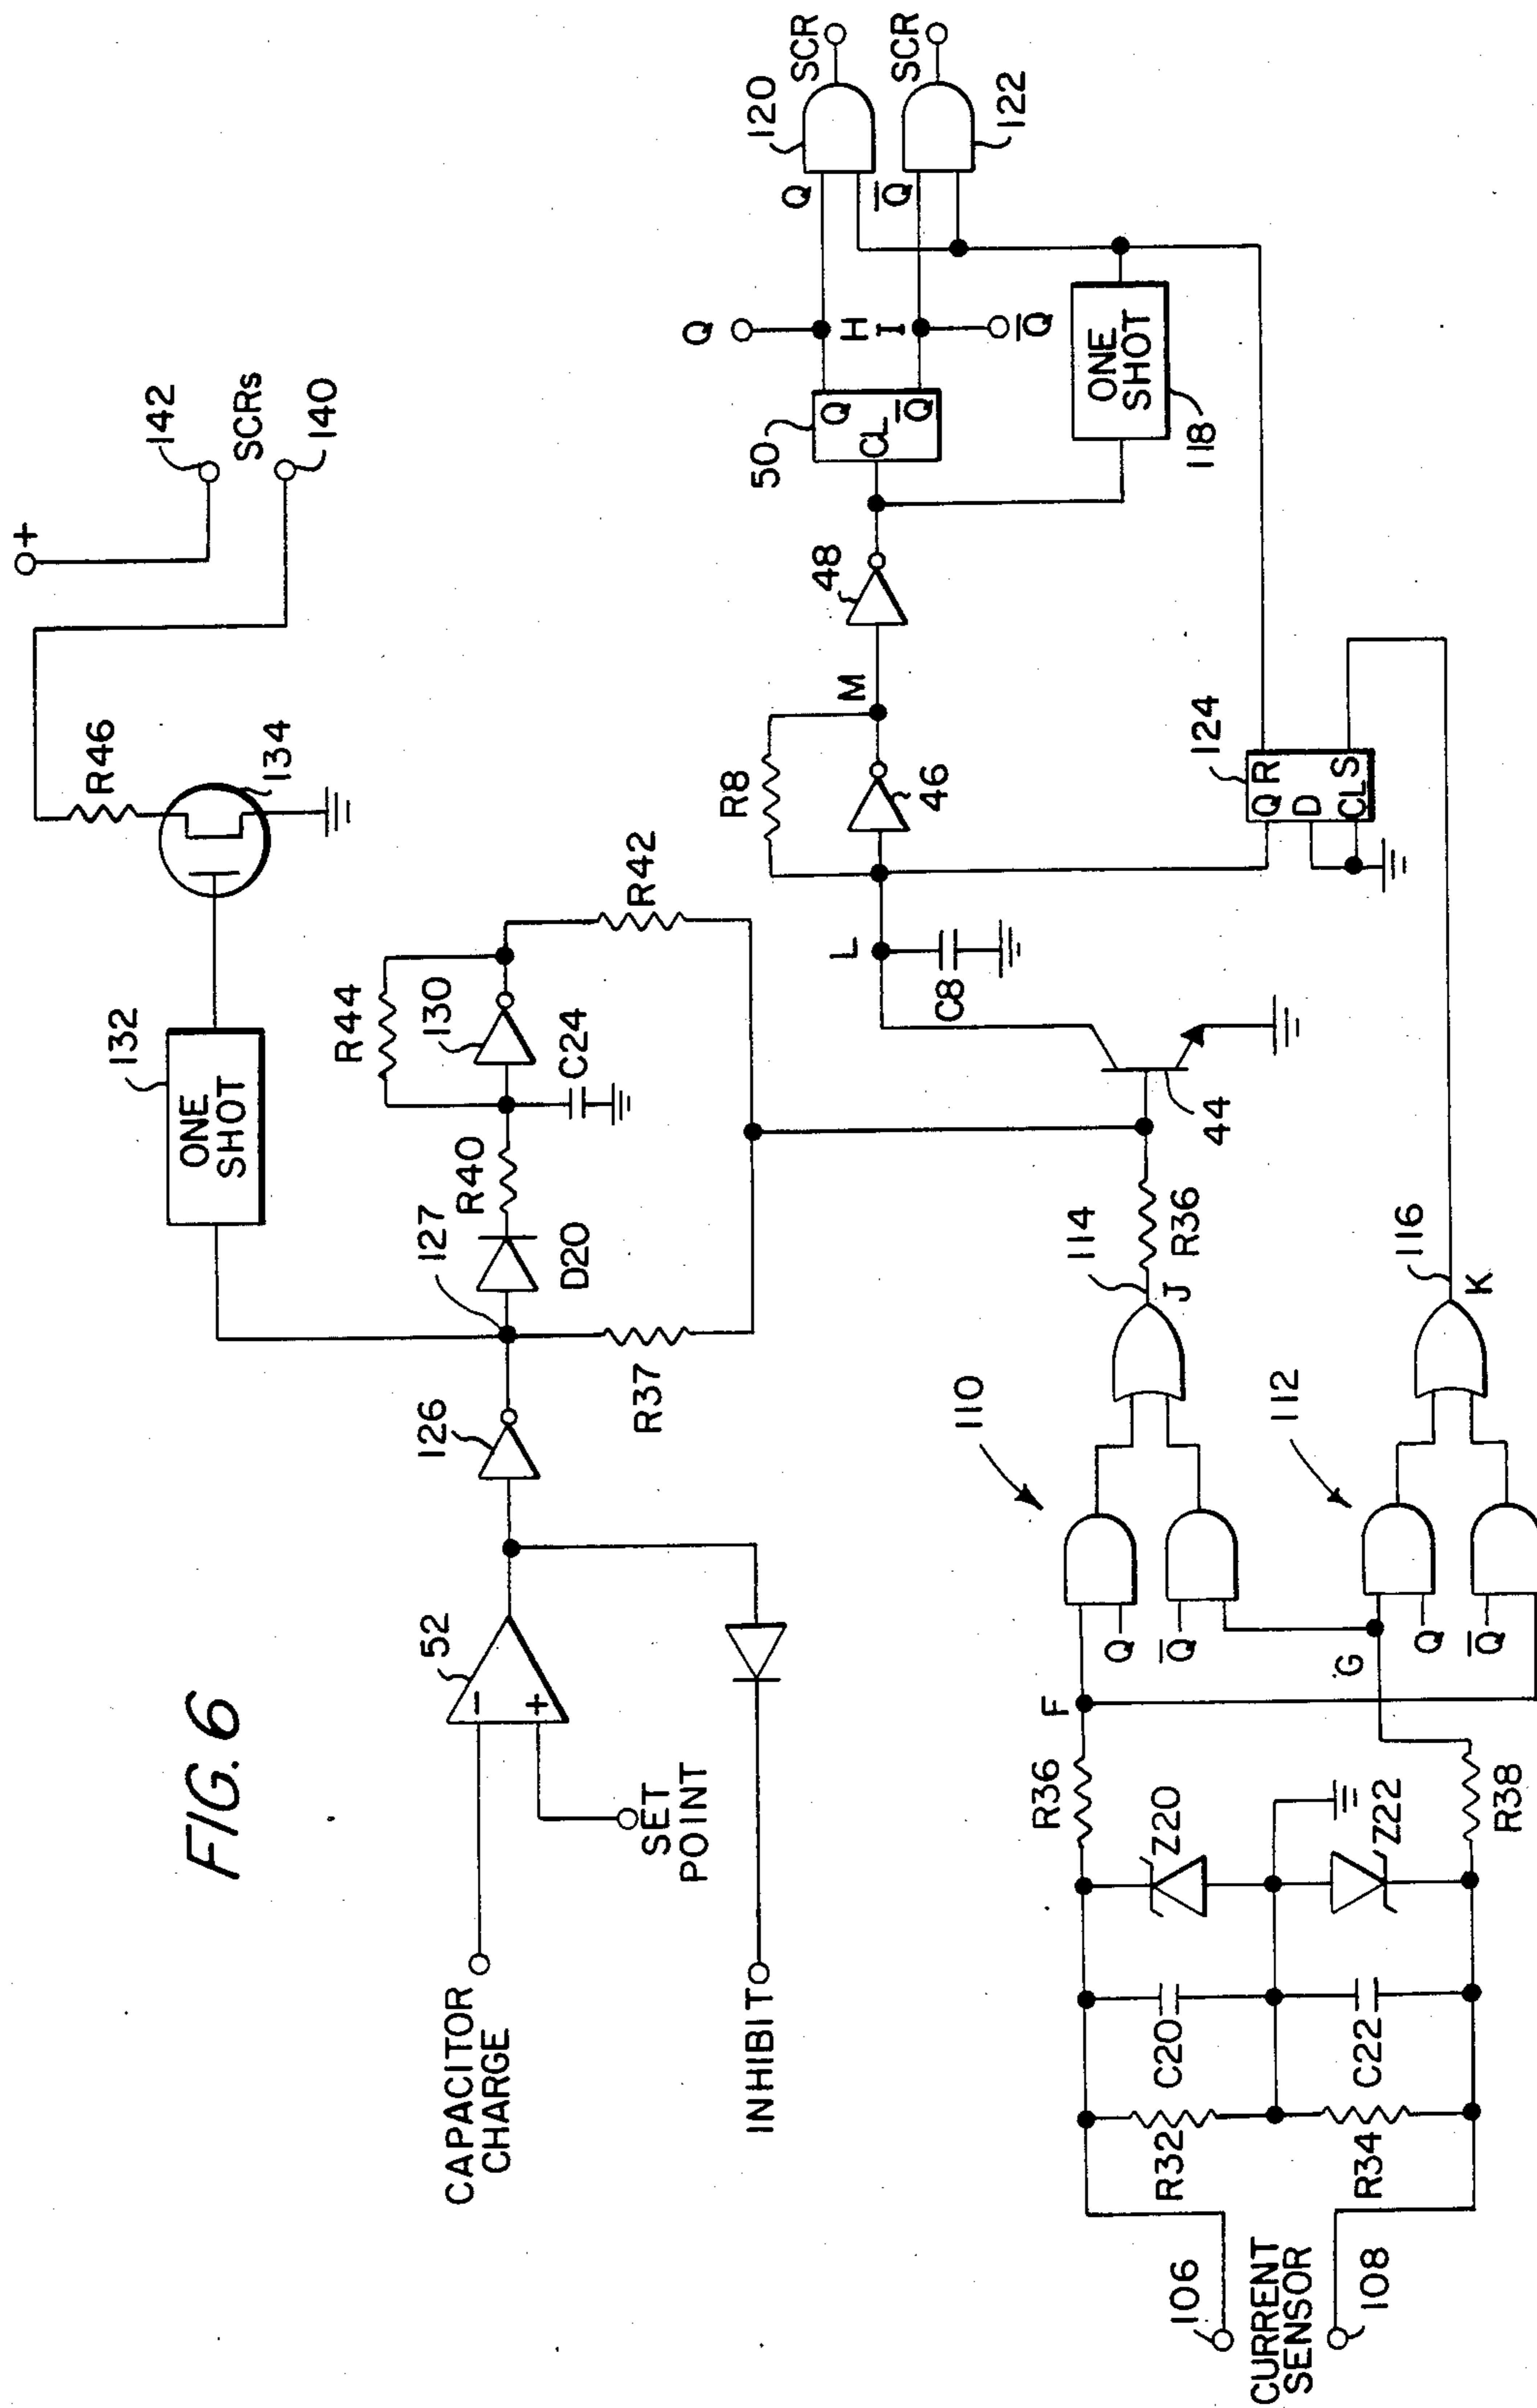 FIG. 6
+
142
SCRs
140
R46
134
132
ONE
SHOT
R44
130
C24
R42
127
R40
D20
R37
126
52
−
+
CAPACITOR
CHARGE
SET
POINT
INHIBIT
Q
H
I
Q̅
50
Q
CL
Q̅
Q
120
SCR
Q̅
122
SCR
ONE
SHOT
118
48
M
R8
46
L
C8
44
124
Q R
D
CL S
110
114
J
R36
112
116
K
F
Q
Q̅
G
Q
Q̅
R36
Z20
Z22
R38
C20
C22
R32
R34
106
CURRENT
SENSOR
108